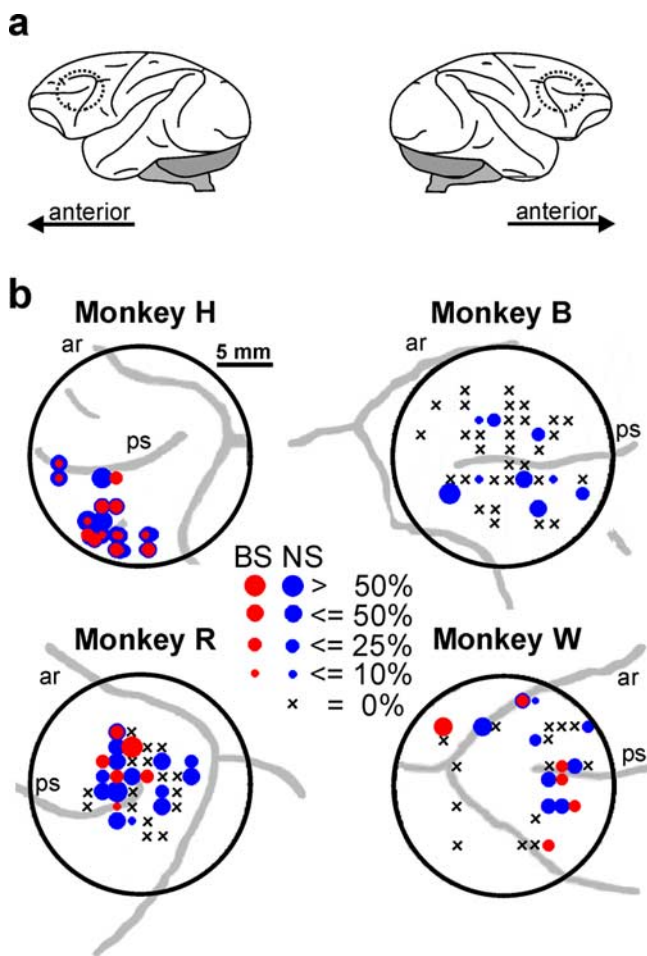 a
anterior
anterior
b
Monkey H
Monkey B
ar
5 mm
ar
ps
ps
BS NS
> 50%
<= 50%
<= 25%
<= 10%
× = 0%
Monkey R
Monkey W
ar
ar
ps
ps